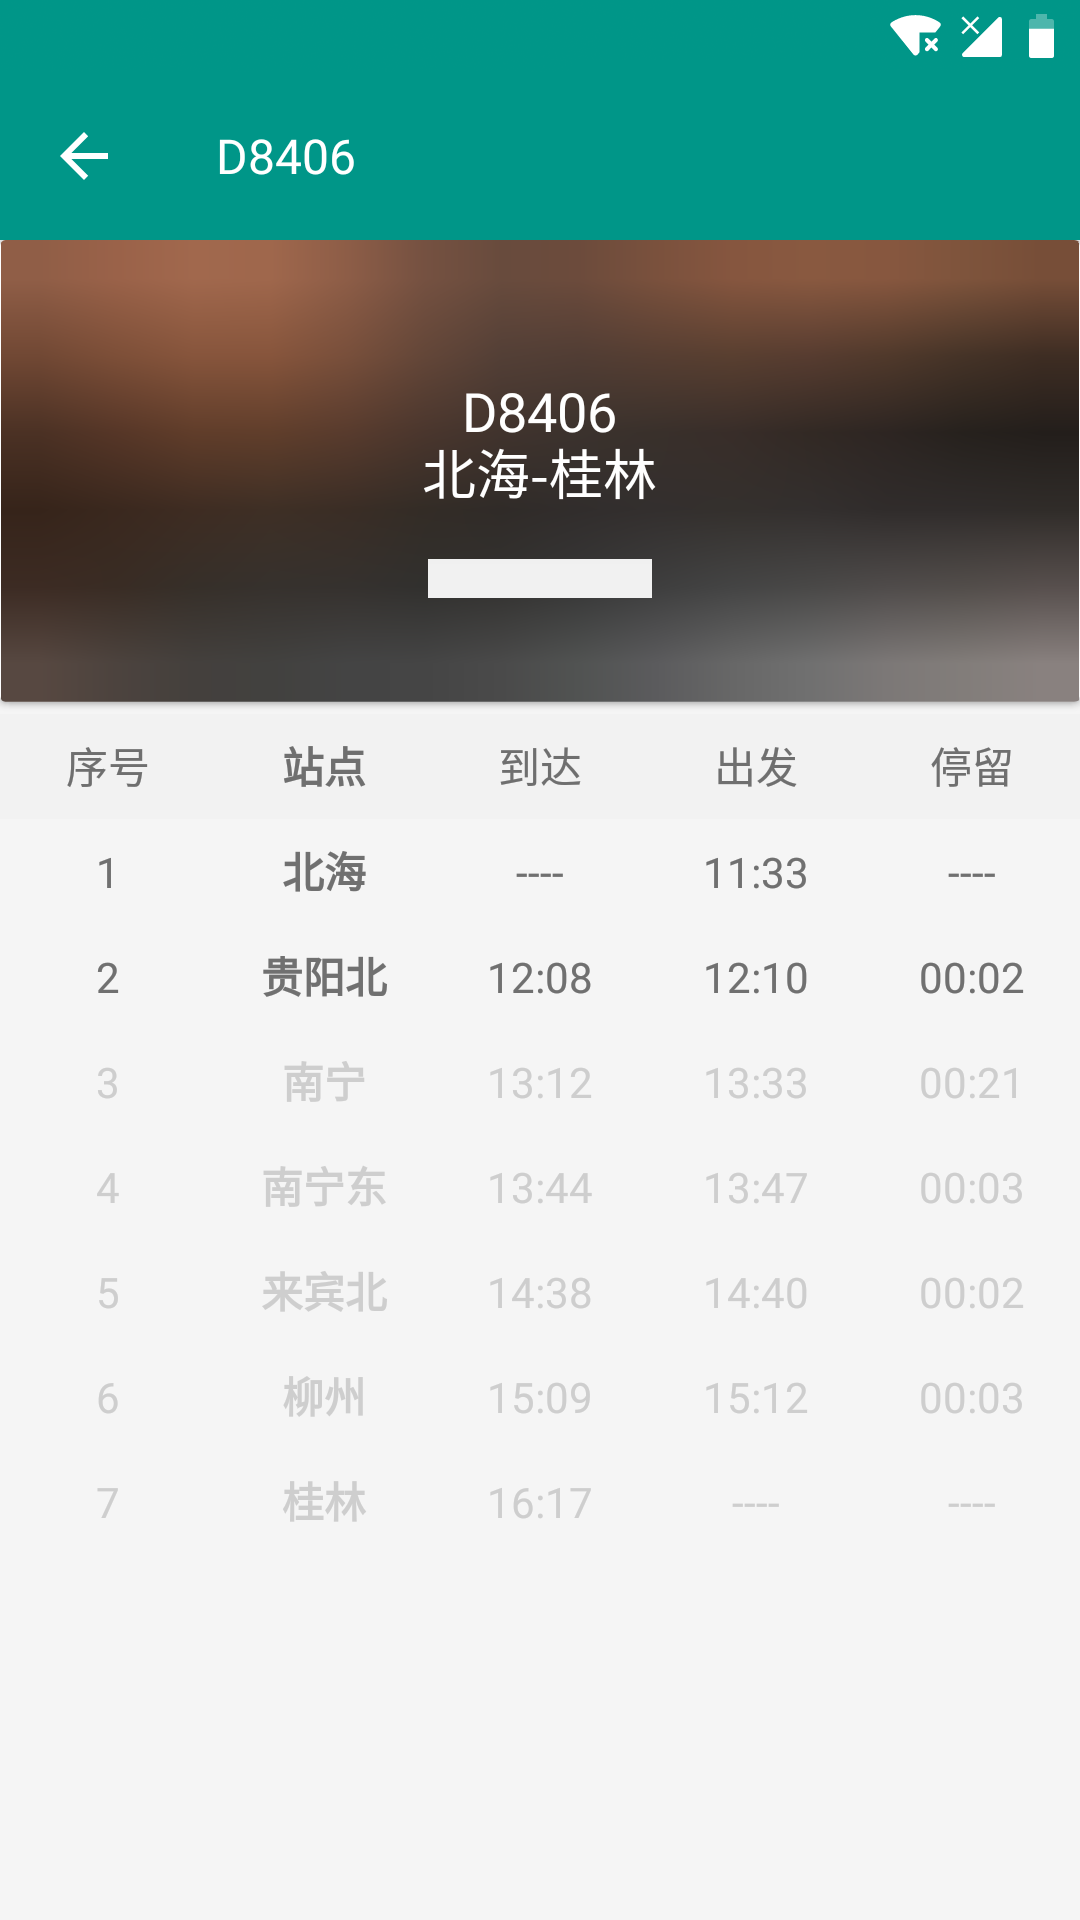 D8406
D8406
北海-桂林
序号 站点 到达 出发 停留
1 北海 ---- 11:33 ----
2 贵阳北 12:08 12:10 00:02
3 南宁 13:12 13:33 00:21
4 南宁东 13:44 13:47 00:03
5 来宾北 14:38 14:40 00:02
6 柳州 15:09 15:12 00:03
7 桂林 16:17 ---- ----